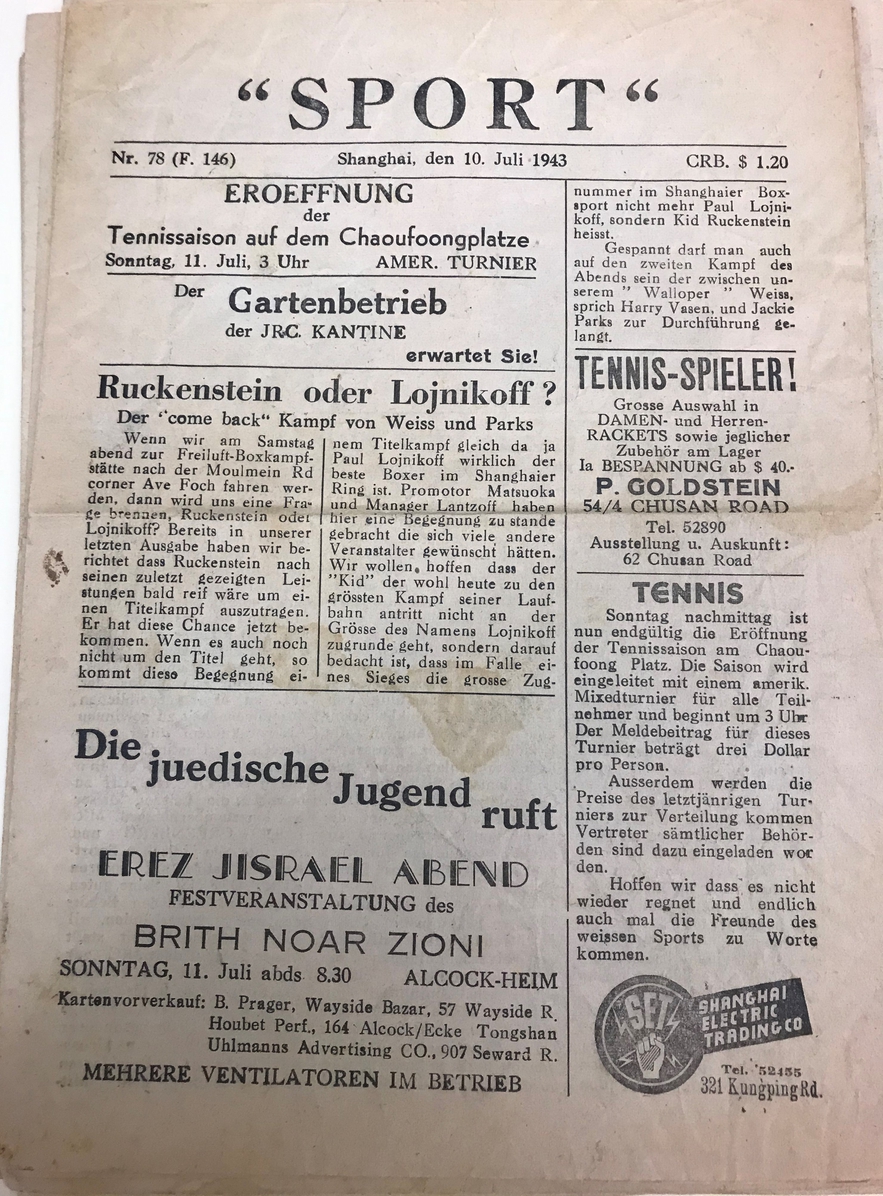 “SPORT“
Nr. 78 (F. 146) Shanghai, den 10. Juli 1943 CRB. $ 1.20
EROEFFNUNG
der
Tennissaison auf dem Chaoufoongplatze
Sonntag, 11. Juli, 3 Uhr AMER. TURNIER
Der Gartenbetrieb
der JRC. KANTINE
erwartet Sie!
Ruckenstein oder Lojnikoff ?
Der “come back“ Kampf von Weiss und Parks
Wenn wir am Samstag
abend zur Freiluft-Boxkampf-
stätte nach der Moulmein Rd
corner Ave Foch fahren wer-
den, dann wird uns eine Fra-
ge brennen, Ruckenstein oder
Lojnikoff? Bereits in unserer
letzten Ausgabe haben wir be-
richtet dass Ruckenstein nach
seinen zuletzt gezeigten Lei-
stungen bald reif wäre um ei-
nen Titelkampf auszutragen.
Er hat diese Chance jetzt be-
kommen. Wenn es auch noch
nicht um den Titel geht, so
kommt diese Begegnung ei-
nem Titelkampf gleich da ja
Paul Lojnikoff wirklich der
beste Boxer im Shanghaier
Ring ist. Promotor Matsuoka
und Manager Lantzoff haben
hier eine Begegnung zu stande
gebracht die sich viele andere
Veranstalter gewünscht hätten.
Wir wollen, hoffen dass der
"Kid" der wohl heute zu den
grössten Kampf seiner Lauf-
bahn antritt nicht an der
Grösse des Namens Lojnikoff
zugrunde geht, sondern darauf
bedacht ist, dass im Falle ei-
nes Sieges die grosse Zug-
nummer im Shanghaier Box-
sport nicht mehr Paul Lojni-
koff, sondern Kid Ruckenstein
heisst.
Gespannt darf man auch
auf den zweiten Kampf des
Abends sein der zwischen un-
serem " Walloper " Weiss,
sprich Harry Vasen, und Jackie
Parks zur Durchführung ge-
langt.
TENNIS-SPIELER!
Grosse Auswahl in
DAMEN- und Herren-
RACKETS sowie jeglicher
Zubehör am Lager
Ia BESPANNUNG ab $ 40.-
P. GOLDSTEIN
54/4 CHUSAN ROAD
Tel. 52890
Ausstellung u. Auskunft:
62 Chusan Road
TENNIS
Sonntag nachmittag ist
nun endgültig die Eröffnung
der Tennissaison am Chaou-
foong Platz. Die Saison wird
eingeleitet mit einem amerik.
Mixedturnier für alle Teil-
nehmer und beginnt um 3 Uhr
Der Meldebeitrag für dieses
Turnier beträgt drei Dollar
pro Person.
Ausserdem werden die
Preise des letztjänrigen Tur-
niers zur Verteilung kommen
Vertreter sämtlicher Behör-
den sind dazu eingeladen wor
den.
Hoffen wir dass es nicht
wieder regnet und endlich
auch mal die Freunde des
weissen Sports zu Worte
kommen.
Die juedische Jugend ruft
EREZ JISRAEL ABEND
FESTVERANSTALTUNG des
BRITH NOAR ZIONI
SONNTAG, 11. Juli abds 8.30 ALCOCK-HEIM
Kartenvorverkauf: B. Prager, Wayside Bazar, 57 Wayside R.
Houbet Perf., 164 Alcock/Ecke Tongshan
Uhlmanns Advertising CO., 907 Seward R.
MEHRERE VENTILATOREN IM BETRIEB
SET
SHANGHAI
ELECTRIC
TRADING CO
Tel. 52455
321 Kungping Rd.